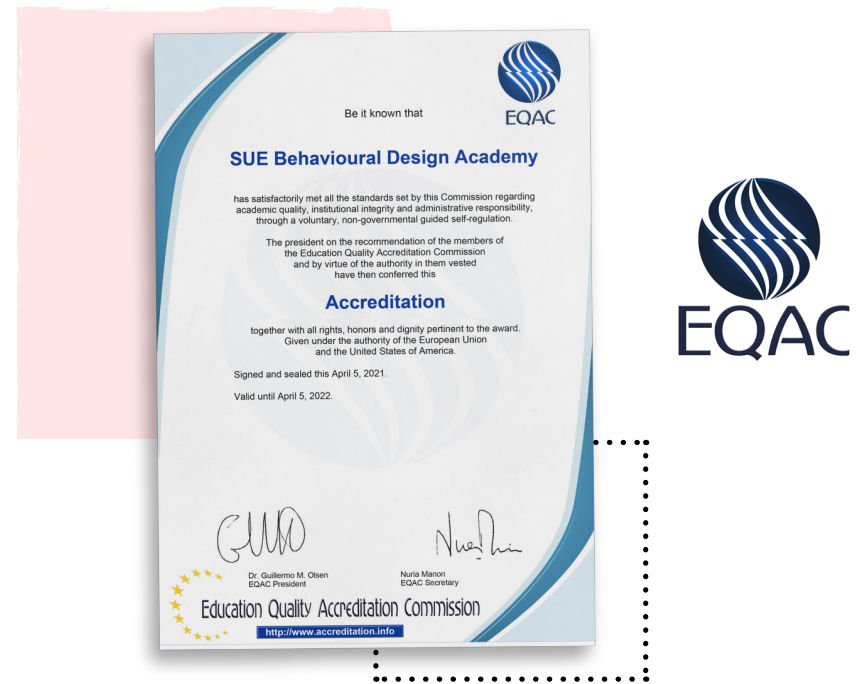 EQAC
Be it known that
SUE Behavioural Design Academy
has satisfactorily met all the standards set by this Commission regarding
academic quality, institutional integrity and administrative responsibility,
through a voluntary, non-governmental guided self-regulation.
The president on the recommendation of the members of
the Education Quality Accreditation Commission
and by virtue of the authority in them vested
have then conferred this
Accreditation
together with all rights, honors and dignity pertinent to the award.
Given under the authority of the European Union
and the United States of America.
Signed and sealed this April 5, 2021.
Valid until April 5, 2022.
Dr. Guillermo M. Olsen
EQAC President
Nuria Manon
EQAC Secretary
Education Quality Accreditation Commission
http://www.accreditation.info
EQAC